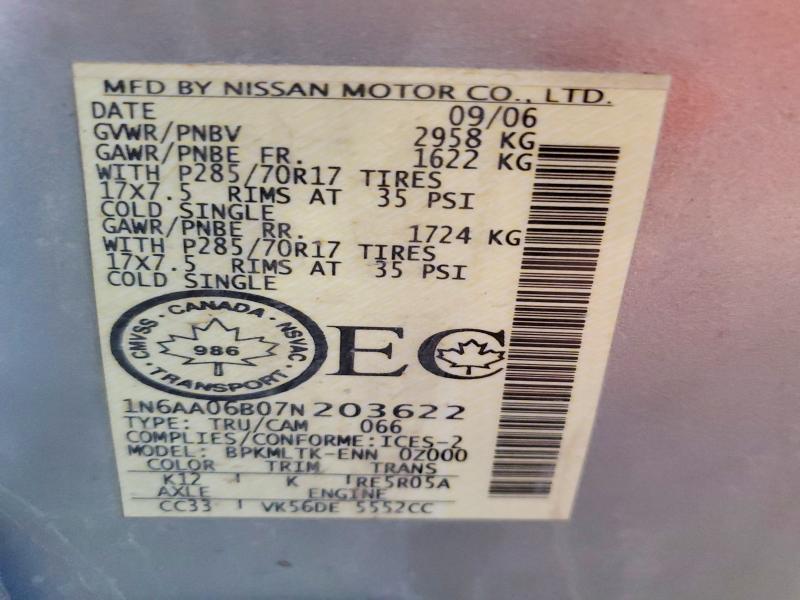 MFD BY NISSAN MOTOR CO., LTD.
DATE 09/06
GVWR/PNBV 2958 KG
GAWR/PNBE FR. 1622 KG
WITH P285/70R17 TIRES
17X7.5 RIMS AT 35 PSI
COLD SINGLE
GAWR/PNBE RR. 1724 KG
WITH P285/70R17 TIRES
17X7.5 RIMS AT 35 PSI
COLD SINGLE
CANADA · NSVAC · TRANSPORT · CMVSS ·
986
EC
1N6AA06B07N203622
TYPE: TRU/CAM 066
COMPLIES/CONFORME:ICES-2
MODEL: BPKMLTK-ENN 0Z000
COLOR TRIM TRANS
K12 K RE5R05A
AXLE ENGINE
CC33 VK56DE 5552CC